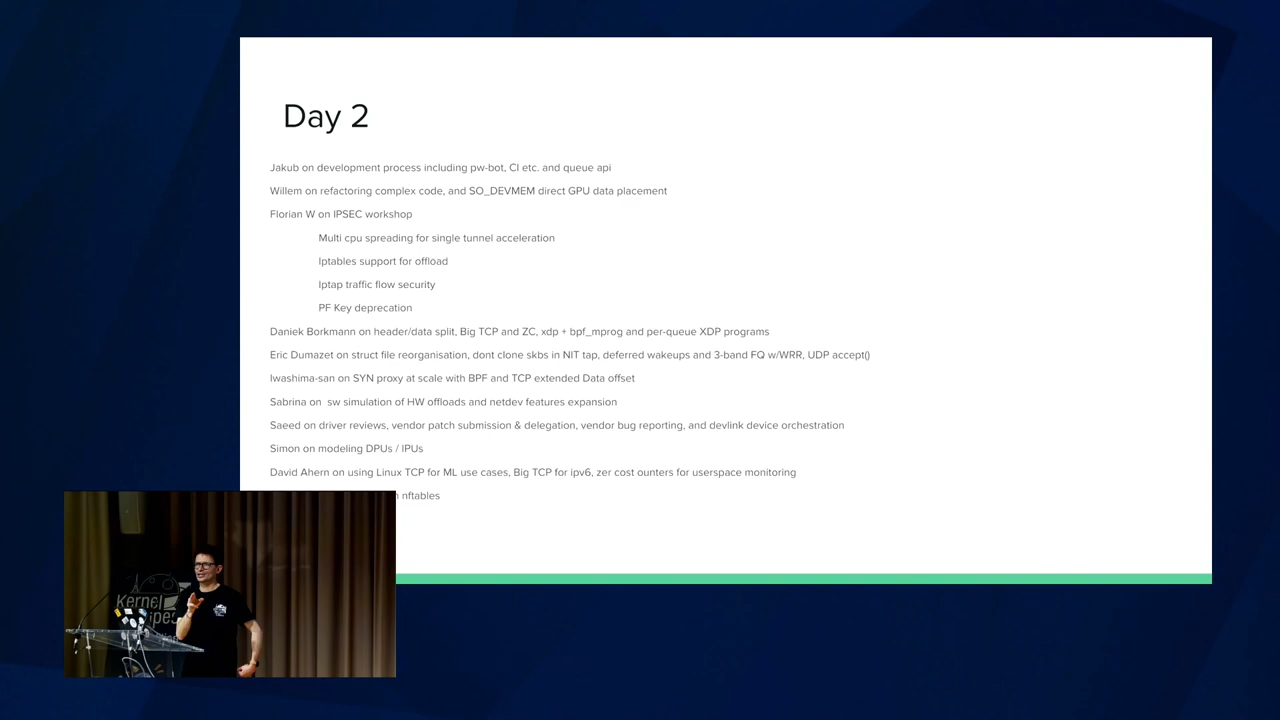 Day 2
Jakub on development process including pw-bot, CI etc. and queue api
Willem on refactoring complex code, and SO_DEVMEM direct GPU data placement
Florian W on IPSEC workshop
Multi cpu spreading for single tunnel acceleration
Iptables support for offload
Iptap traffic flow security
PF Key deprecation
Daniek Borkmann on header/data split, Big TCP and ZC, xdp + bpf_mprog and per-queue XDP programs
Eric Dumazet on struct file reorganisation, dont clone skbs in NIT tap, deferred wakeups and 3-band FQ w/WRR, UDP accept()
Iwashima-san on SYN proxy at scale with BPF and TCP extended Data offset
Sabrina on  sw simulation of HW offloads and netdev features expansion
Saeed on driver reviews, vendor patch submission & delegation, vendor bug reporting, and devlink device orchestration
Simon on modeling DPUs / IPUs
David Ahern on using Linux TCP for ML use cases, Big TCP for ipv6, zer cost ounters for userspace monitoring
nftables
Kernel